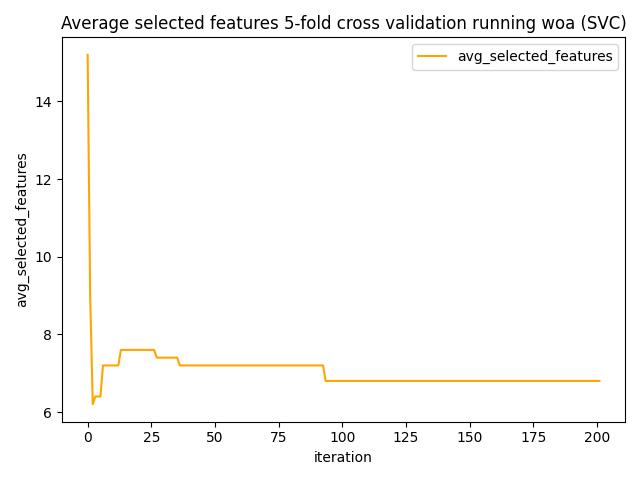 Average selected features 5-fold cross validation running woa (SVC)
avg_selected_features
avg_selected_features
14
12
10
8
6
0 25 50 75 100 125 150 175 200
iteration